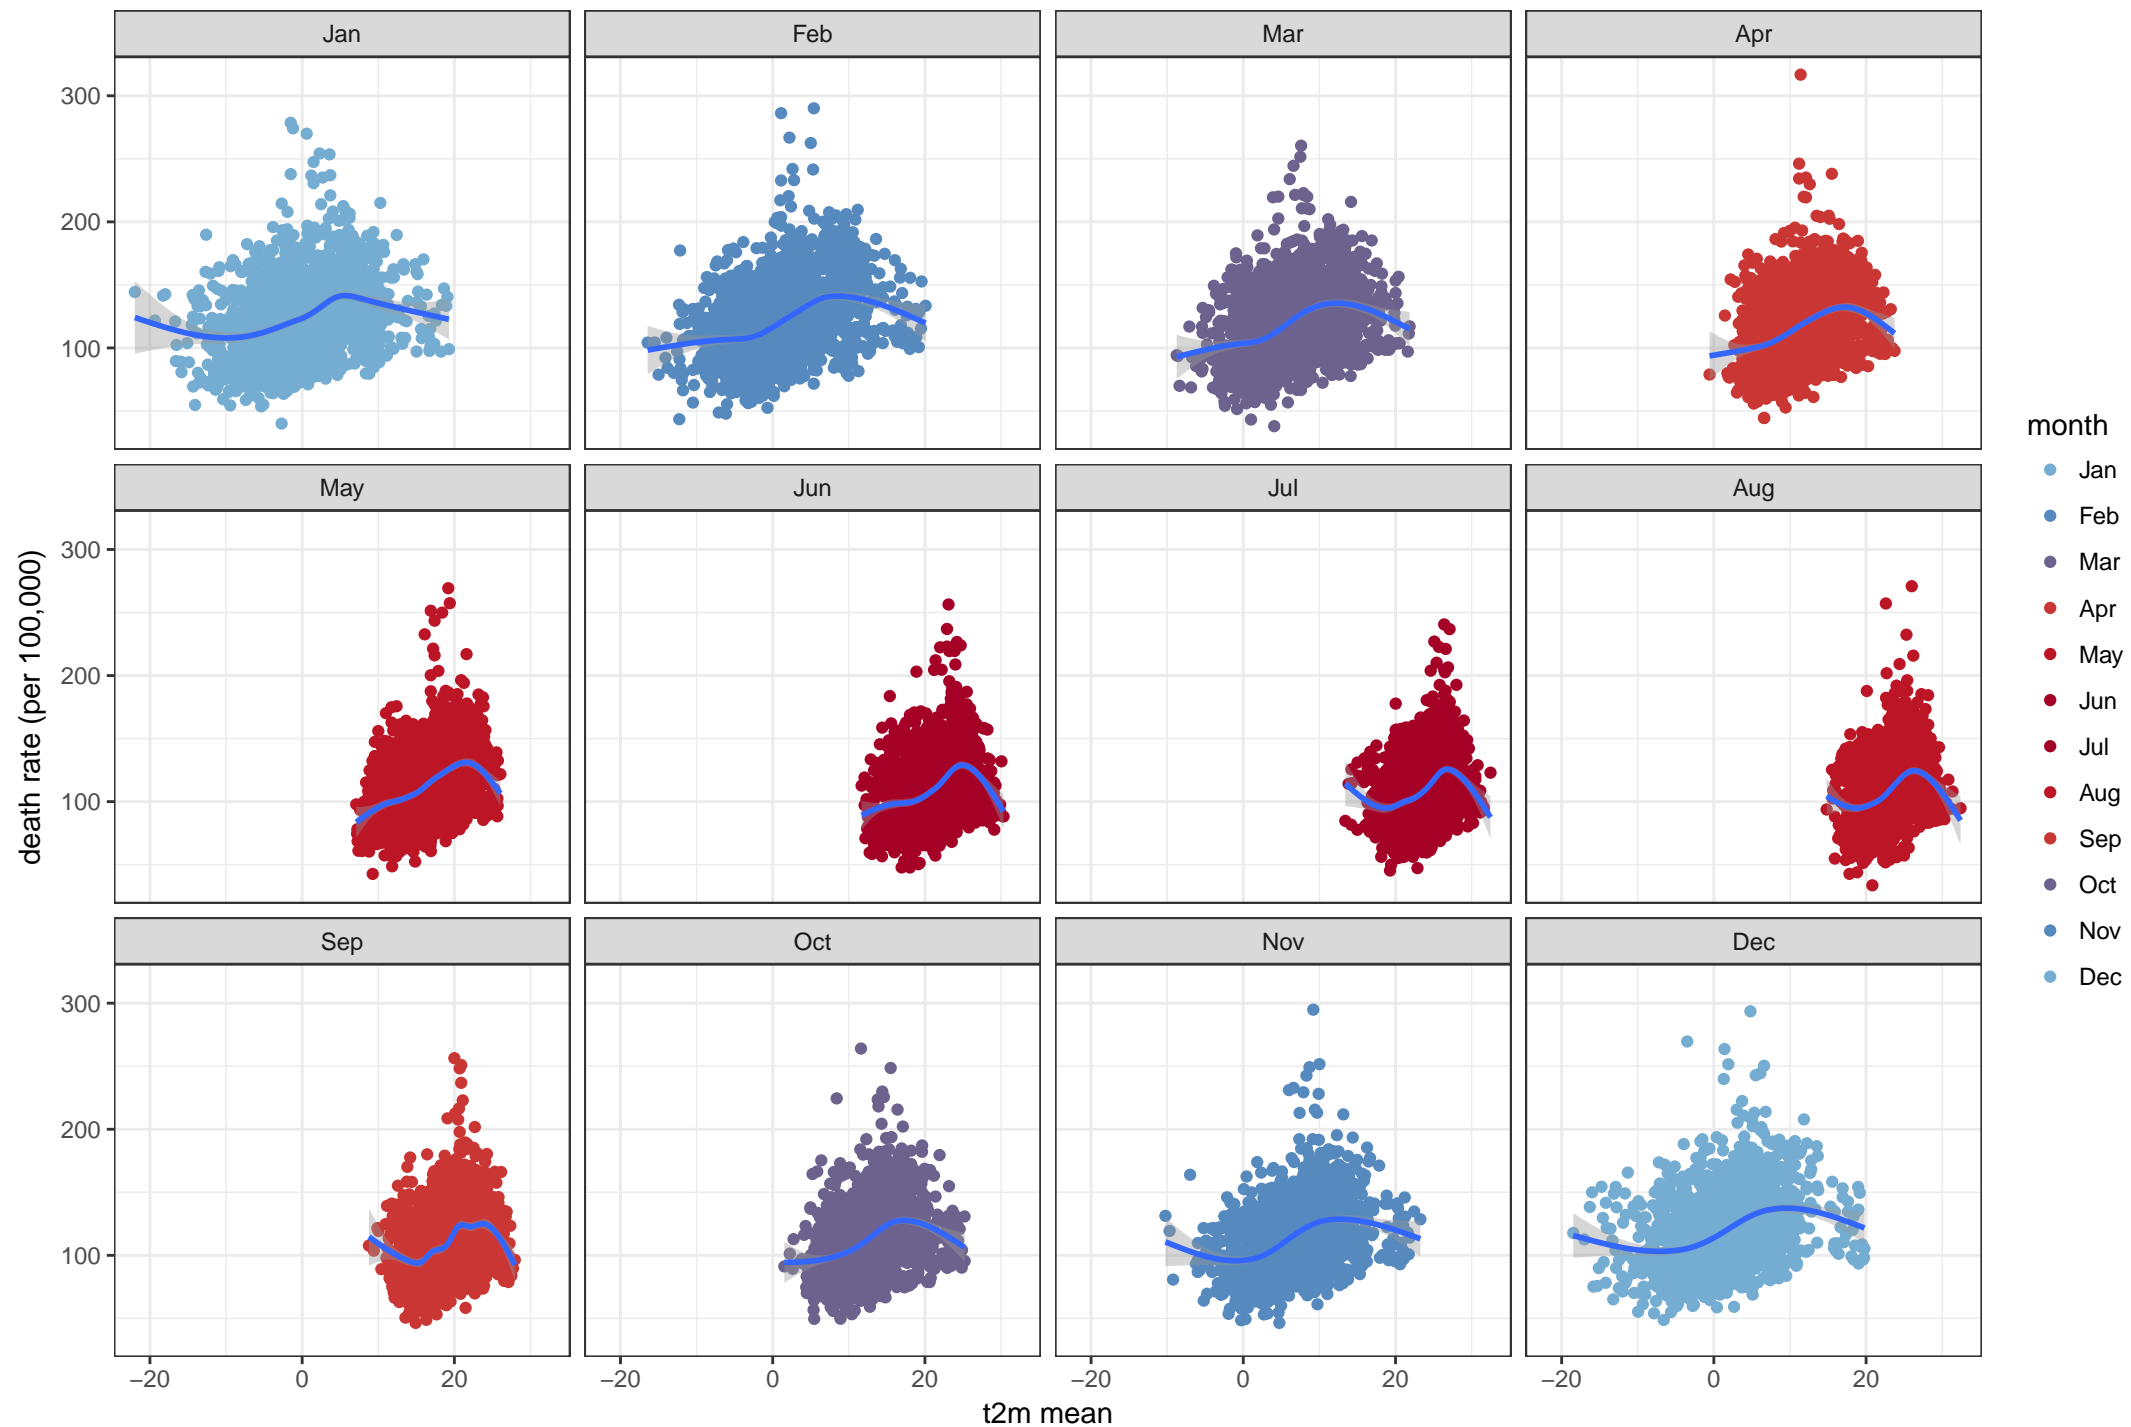 Jan Feb Mar Apr
300
200
100
May Jun Jul Aug
300
200
100
Sep Oct Nov Dec
300
200
100
−20 0 20 −20 0 20 −20 0 20 −20 0 20
t2m mean
death rate (per 100,000)
month
Jan
Feb
Mar
Apr
May
Jun
Jul
Aug
Sep
Oct
Nov
Dec